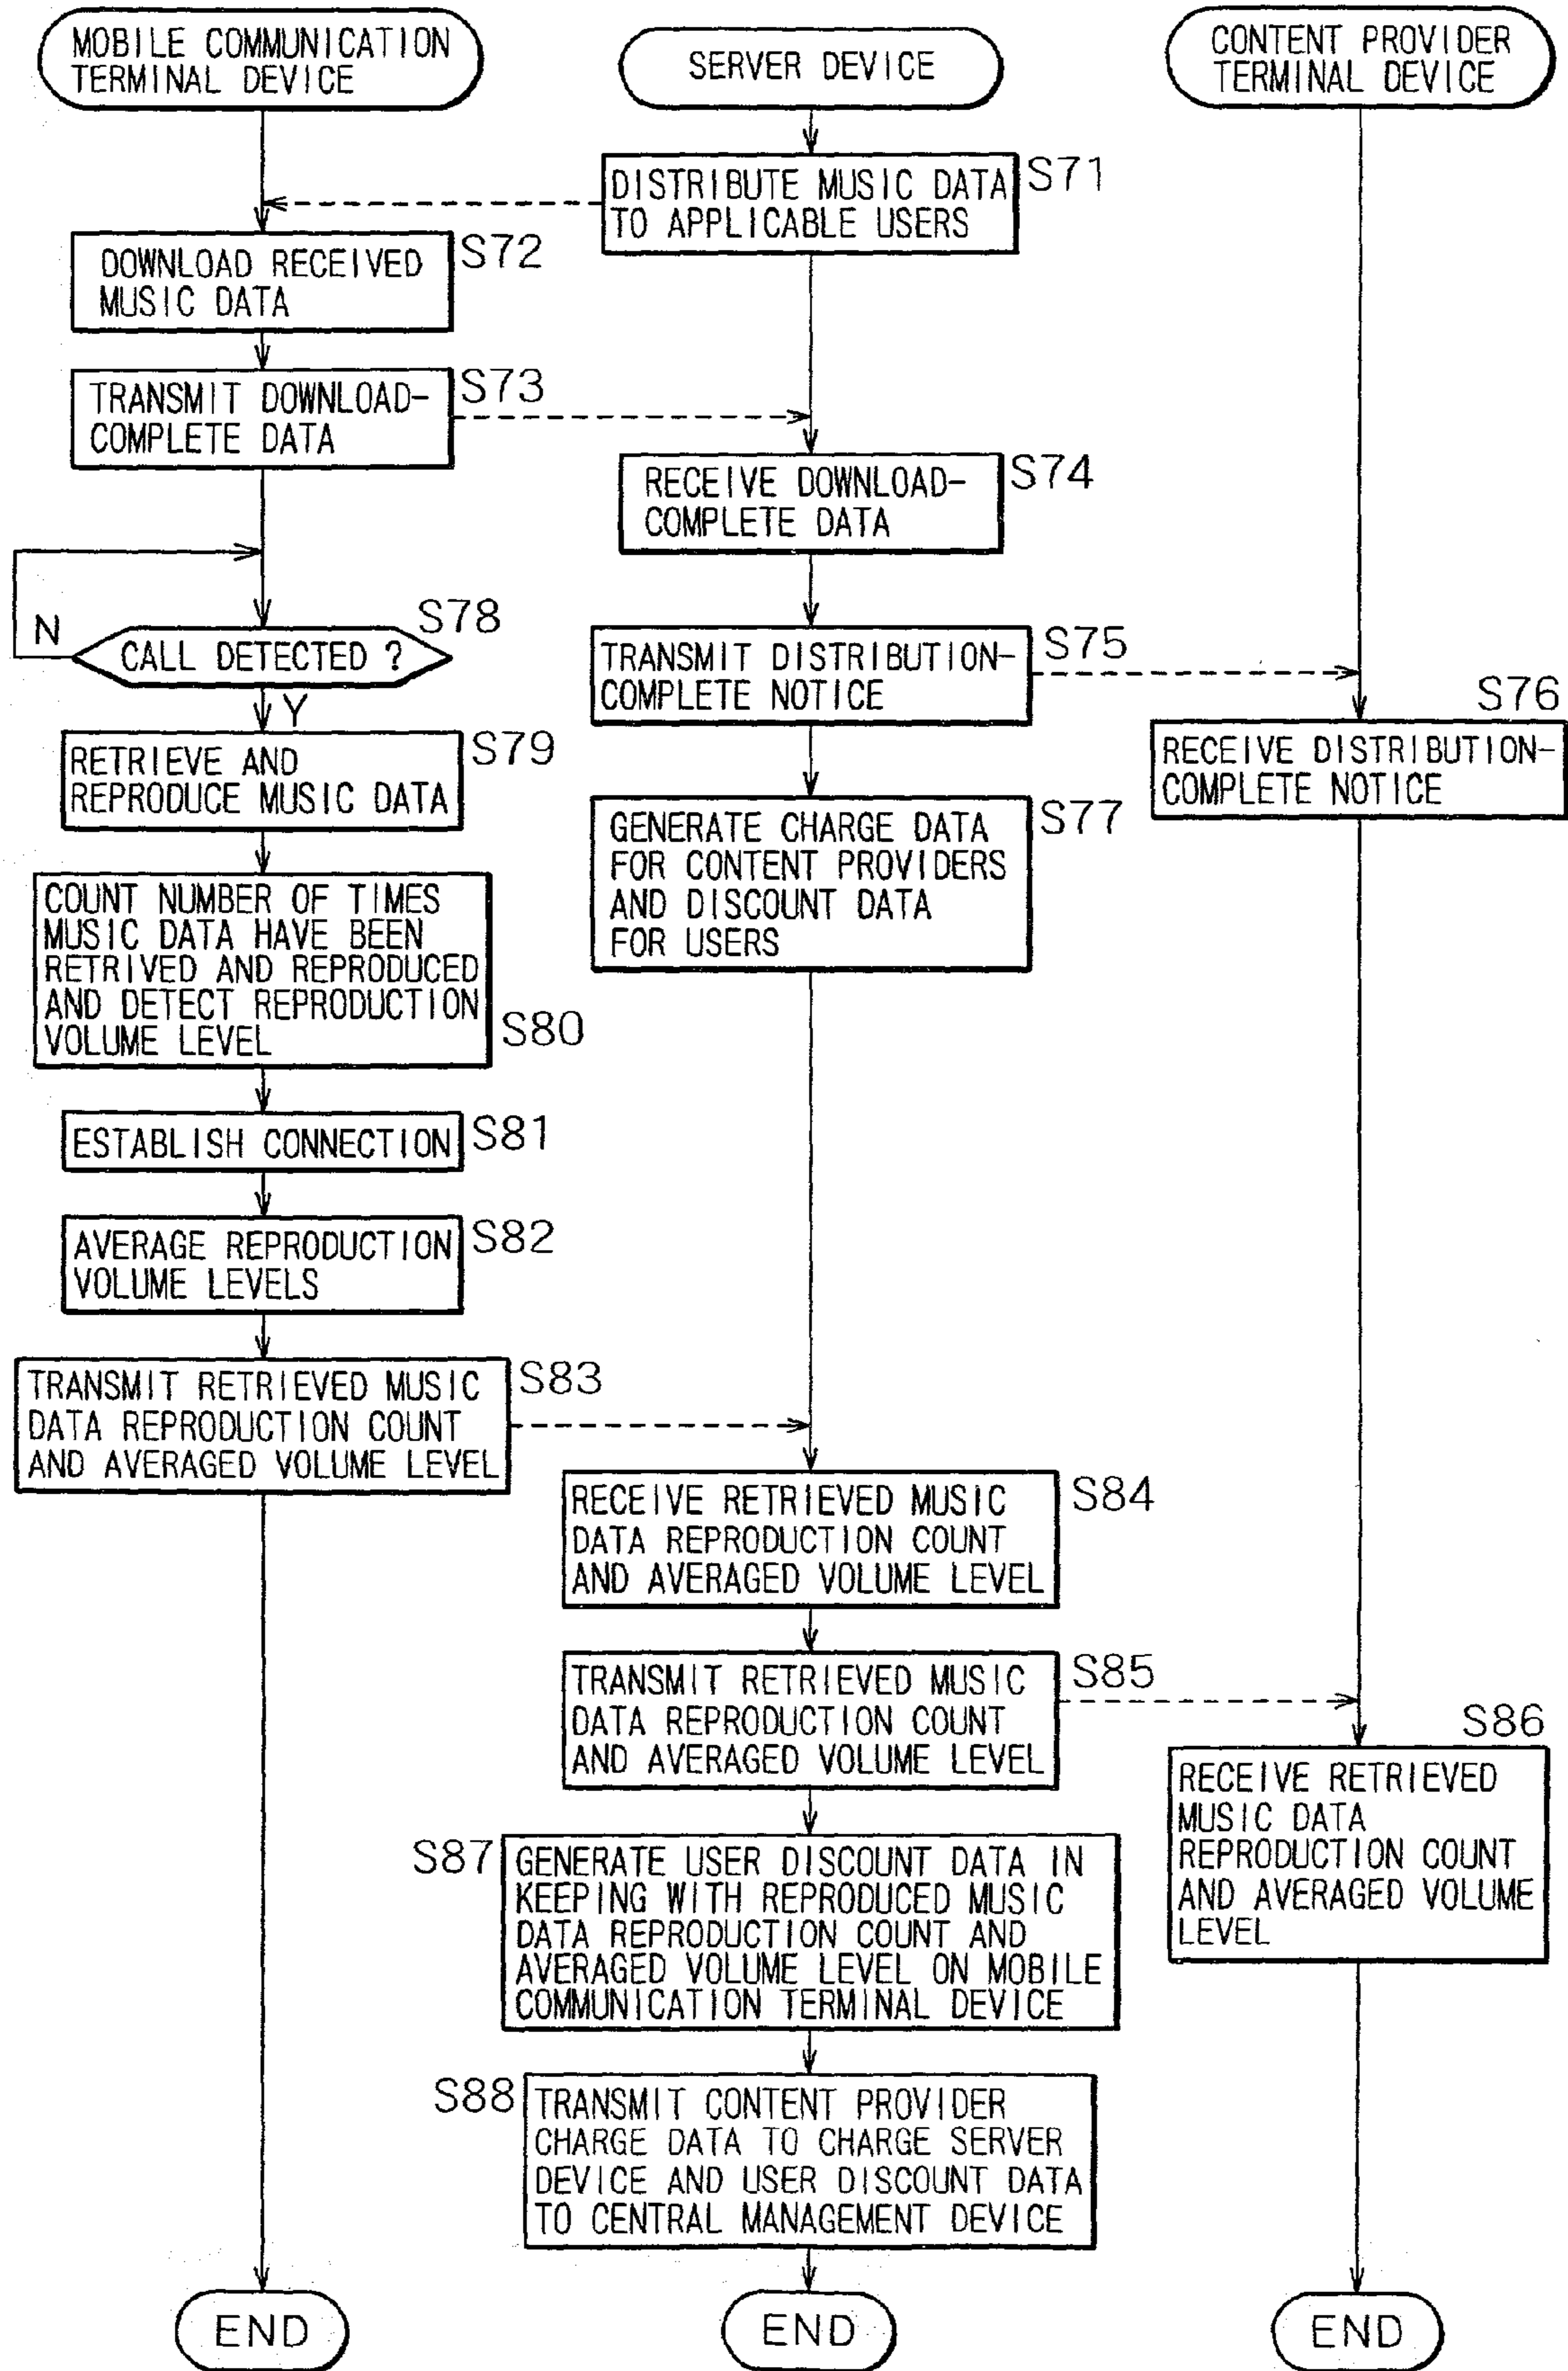 MOBILE COMMUNICATION
TERMINAL DEVICE
SERVER DEVICE
CONTENT PROVIDER
TERMINAL DEVICE
DISTRIBUTE MUSIC DATA
TO APPLICABLE USERS
S71
DOWNLOAD RECEIVED
MUSIC DATA
S72
TRANSMIT DOWNLOAD-
COMPLETE DATA
S73
RECEIVE DOWNLOAD-
COMPLETE DATA
S74
N
CALL DETECTED ?
S78
Y
TRANSMIT DISTRIBUTION-
COMPLETE NOTICE
S75
S76
RECEIVE DISTRIBUTION-
COMPLETE NOTICE
RETRIEVE AND
REPRODUCE MUSIC DATA
S79
GENERATE CHARGE DATA
FOR CONTENT PROVIDERS
AND DISCOUNT DATA
FOR USERS
S77
COUNT NUMBER OF TIMES
MUSIC DATA HAVE BEEN
RETRIVED AND REPRODUCED
AND DETECT REPRODUCTION
VOLUME LEVEL
S80
ESTABLISH CONNECTION
S81
AVERAGE REPRODUCTION
VOLUME LEVELS
S82
TRANSMIT RETRIEVED MUSIC
DATA REPRODUCTION COUNT
AND AVERAGED VOLUME LEVEL
S83
RECEIVE RETRIEVED MUSIC
DATA REPRODUCTION COUNT
AND AVERAGED VOLUME LEVEL
S84
TRANSMIT RETRIEVED MUSIC
DATA REPRODUCTION COUNT
AND AVERAGED VOLUME LEVEL
S85
S86
RECEIVE RETRIEVED
MUSIC DATA
REPRODUCTION COUNT
AND AVERAGED VOLUME
LEVEL
S87
GENERATE USER DISCOUNT DATA IN
KEEPING WITH REPRODUCED MUSIC
DATA REPRODUCTION COUNT AND
AVERAGED VOLUME LEVEL ON MOBILE
COMMUNICATION TERMINAL DEVICE
S88
TRANSMIT CONTENT PROVIDER
CHARGE DATA TO CHARGE SERVER
DEVICE AND USER DISCOUNT DATA
TO CENTRAL MANAGEMENT DEVICE
END
END
END